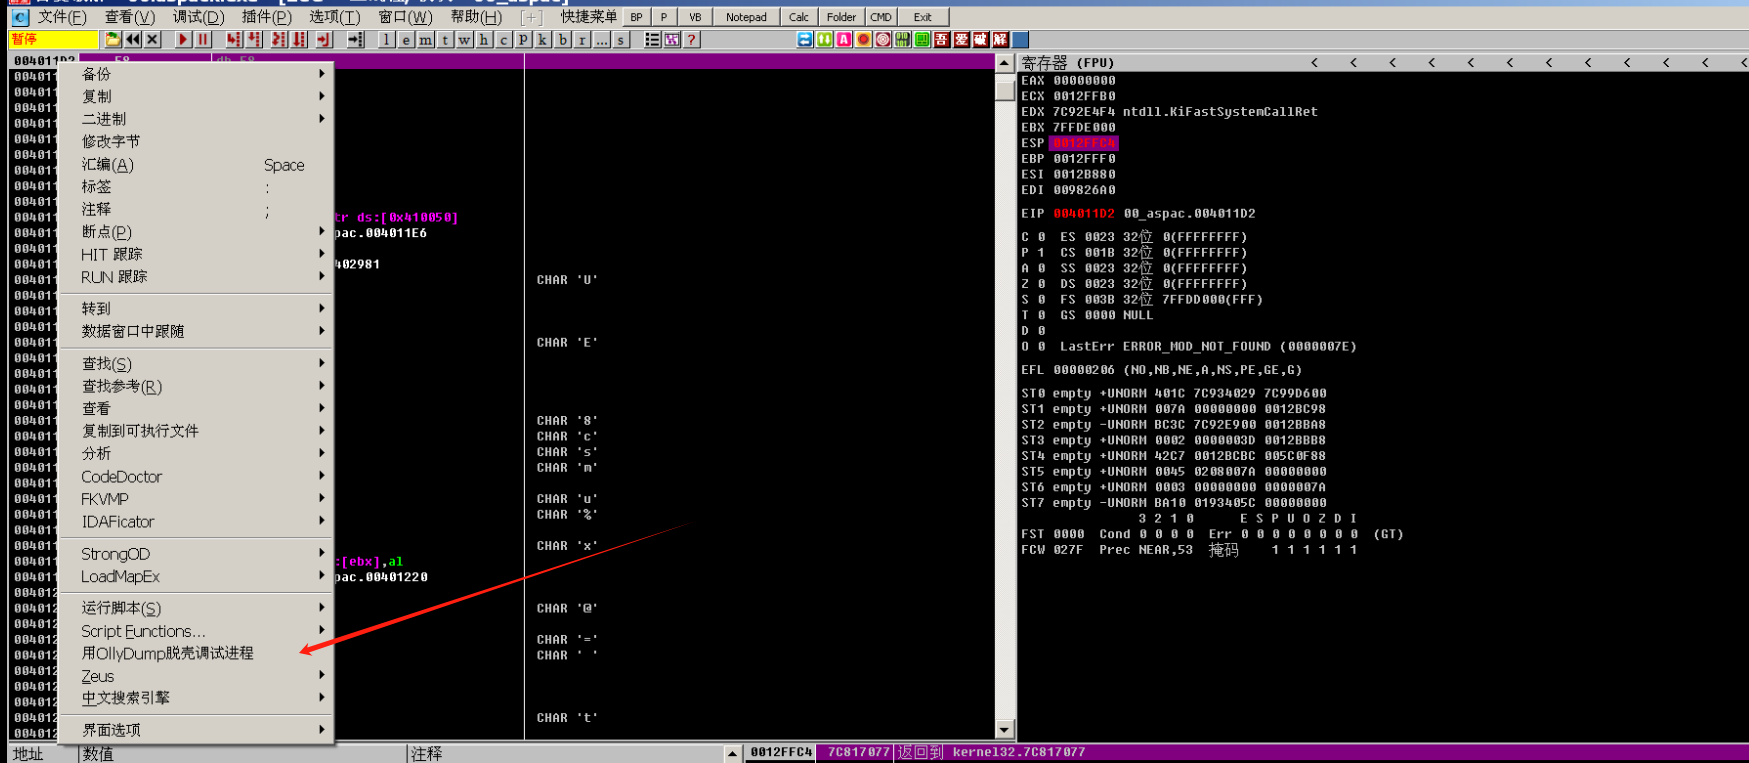 文件(F) 查看(V) 调试(D) 插件(P) 选项(T) 窗口(W) 帮助(H) [+] 快捷菜单 BP P VB Notepad Calc Folder CMD Exit
暂停 l e m t w h c p k b r ... s ? 吾 爱 破 解
004011D2 E8 db E8
备份
复制
二进制
修改字节
汇编(A) Space
标签 :
注释 ;
断点(P)
HIT 跟踪
RUN 跟踪
转到
数据窗口中跟随
查找(S)
查找参考(R)
查看
复制到可执行文件
分析
CodeDoctor
FKVMP
IDAFicator
StrongOD
LoadMapEx
运行脚本(S)
Script Functions...
用OllyDump脱壳调试进程
Zeus
中文搜索引擎
界面选项
tr ds:[0x410050]
pac.004011E6
402981
:[ebx],al
pac.00401220
CHAR 'U'
CHAR 'E'
CHAR '8'
CHAR 'c'
CHAR 's'
CHAR 'm'
CHAR 'u'
CHAR '%'
CHAR 'x'
CHAR '@'
CHAR '='
CHAR ' '
CHAR 't'
寄存器 (FPU) < < < < < < < < < < < <
EAX 00000000
ECX 0012FFB0
EDX 7C92E4F4 ntdll.KiFastSystemCallRet
EBX 7FFDE000
ESP 0012FFC4
EBP 0012FFF0
ESI 0012B880
EDI 009826A0
EIP 004011D2 00_aspac.004011D2
C 0 ES 0023 32位 0(FFFFFFFF)
P 1 CS 001B 32位 0(FFFFFFFF)
A 0 SS 0023 32位 0(FFFFFFFF)
Z 0 DS 0023 32位 0(FFFFFFFF)
S 0 FS 003B 32位 7FFDD000(FFF)
T 0 GS 0000 NULL
D 0
O 0 LastErr ERROR_MOD_NOT_FOUND (0000007E)
EFL 00000206 (NO,NB,NE,A,NS,PE,GE,G)
ST0 empty +UNORM 401C 7C934029 7C99D600
ST1 empty +UNORM 007A 00000000 0012BC98
ST2 empty -UNORM BC3C 7C92E900 0012BBA8
ST3 empty +UNORM 0002 0000003D 0012BBB8
ST4 empty +UNORM 42C7 0012BCBC 005C0F88
ST5 empty +UNORM 0045 0208007A 00000000
ST6 empty +UNORM 0003 00000000 0000007A
ST7 empty -UNORM BA10 0193405C 00000000
3 2 1 0 E S P U O Z D I
FST 0000 Cond 0 0 0 0 Err 0 0 0 0 0 0 0 0 (GT)
FCW 027F Prec NEAR,53 掩码 1 1 1 1 1 1
地址 数值 注释 0012FFC4 7C817077 返回到 kernel32.7C817077